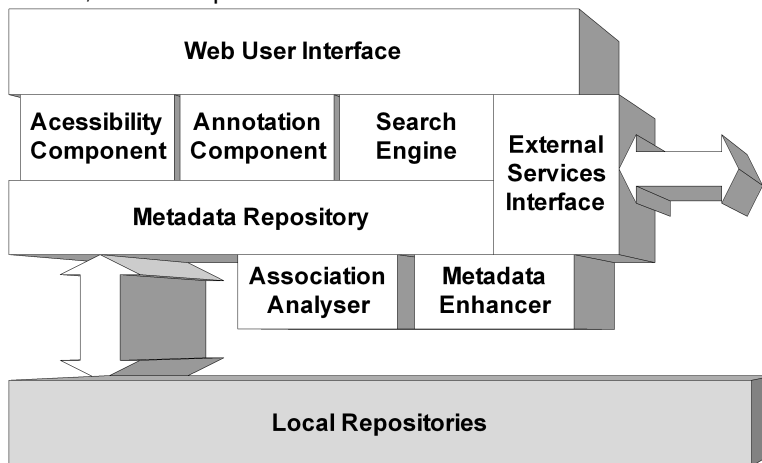 Web User Interface
Acessibility
Component
Annotation
Component
Search
Engine
External
Services
Interface
Metadata Repository
Association
Analyser
Metadata
Enhancer
Local Repositories